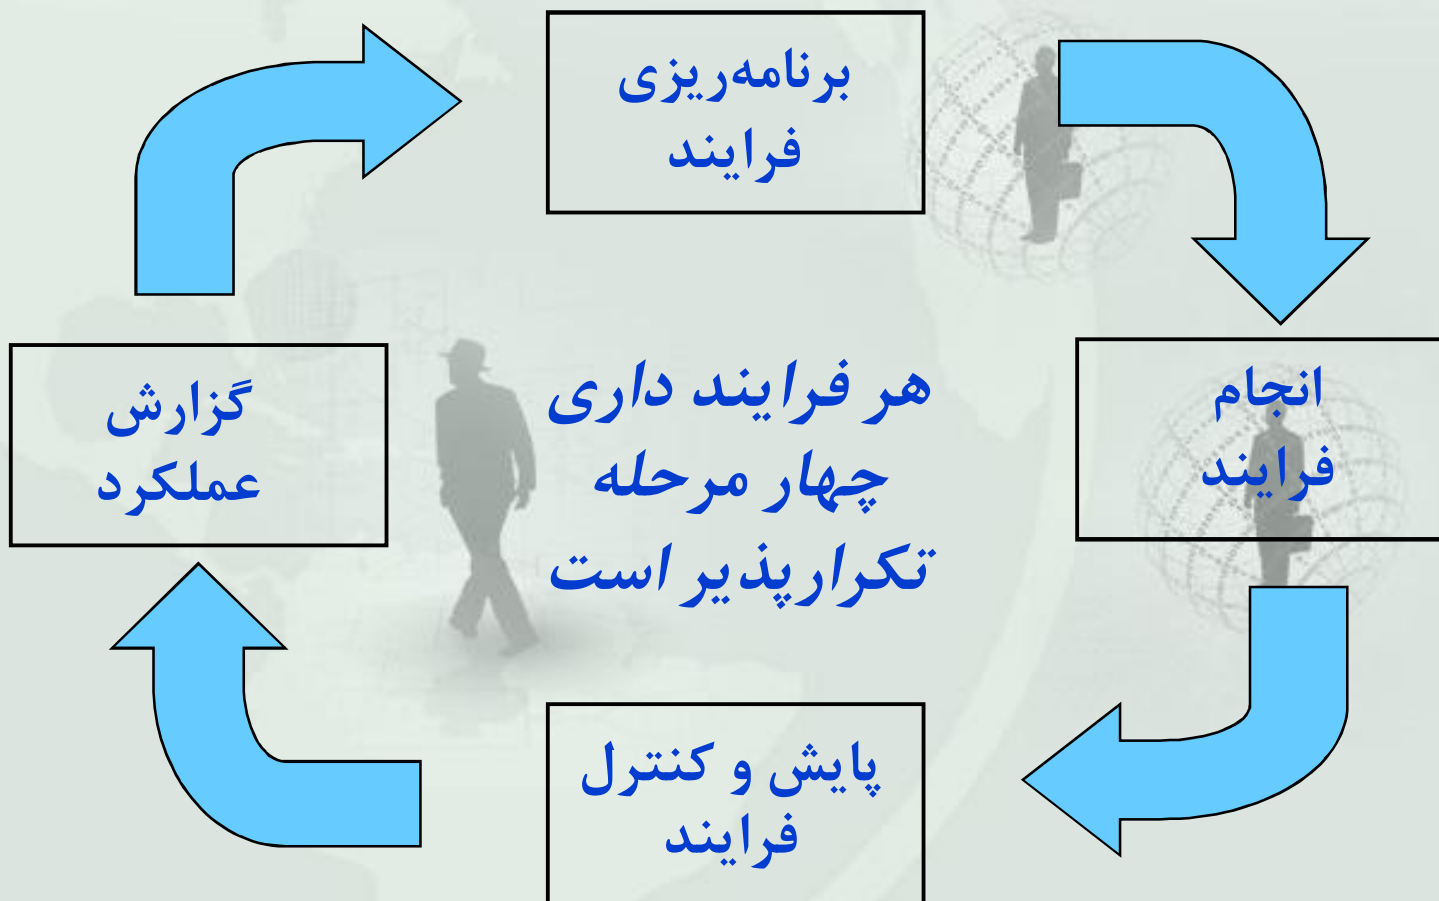 برنامه‌ریزی
فرایند
انجام
فرایند
هر فرایند داری
چهار مرحله
تکرارپذیر است
گزارش
عملکرد
پایش و کنترل
فرایند